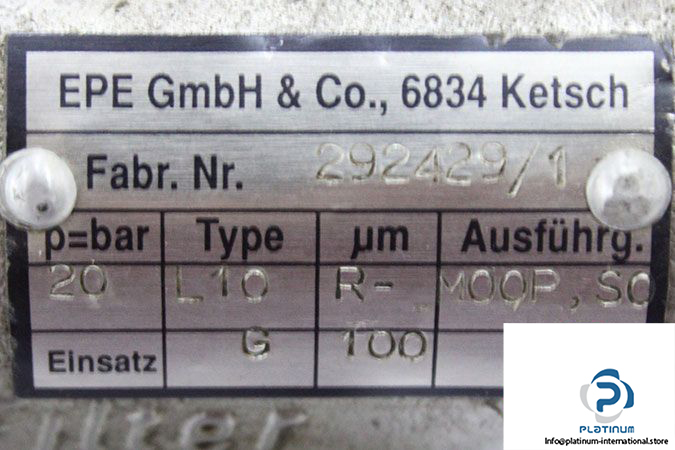 EPE GmbH & Co., 6834 Ketsch
Fabr. Nr. 292429/1
p=bar Type µm Ausführg.
20 L10 R- M00P, SO
Einsatz G 100
PLATINUM
Info@platinum-international.store